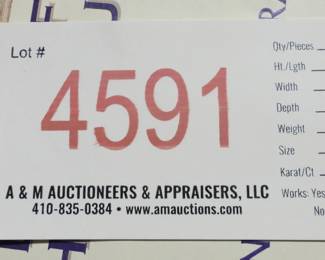 Lot #
4591
A & M AUCTIONEERS & APPRAISERS, LLC
410-835-0384 • www.amauctions.com
Qty/Pieces
Ht./Lgth
Width
Depth
Weight
Size
Karat/Ct
Works: Yes
No